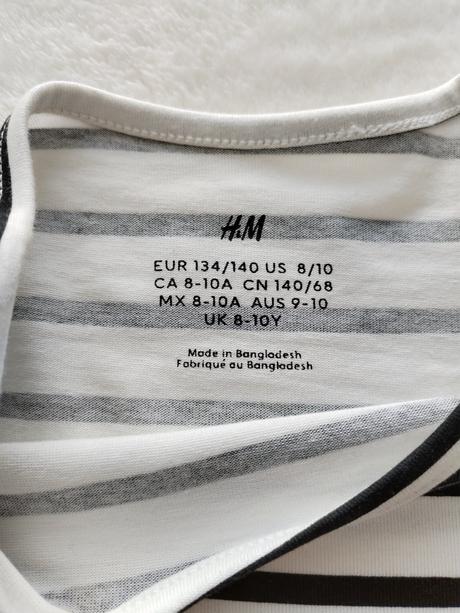 H&M
EUR 134/140 US 8/10
CA 8-10A CN 140/68
MX 8-10A AUS 9-10
UK 8-10Y
Made in Bangladesh
Fabriqué au Bangladesh